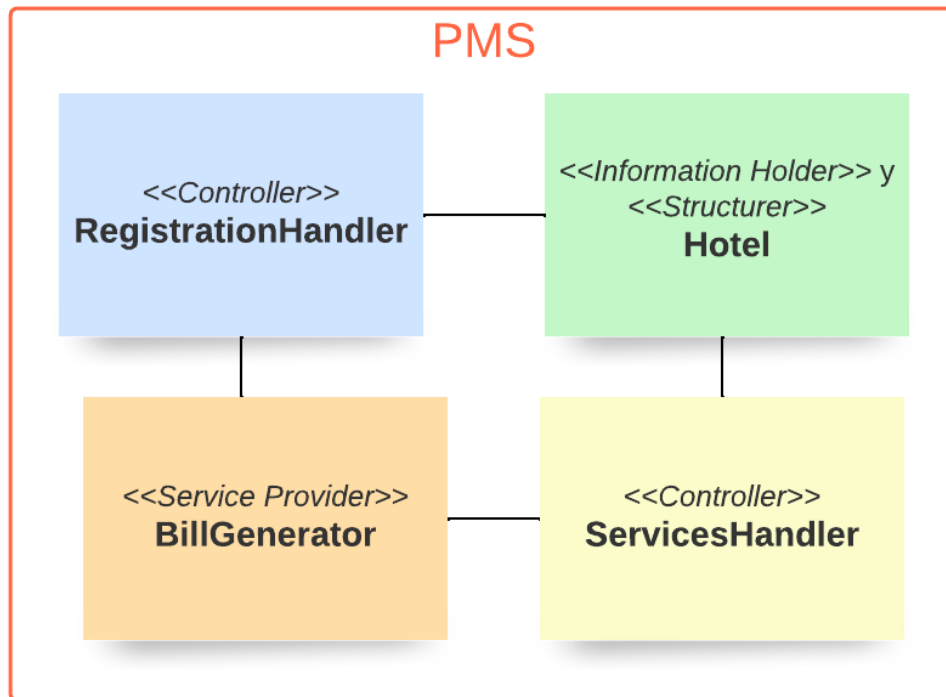 PMS
<<Controller>>
RegistrationHandler
<<Information Holder>> y
<<Structurer>>
Hotel
<<Service Provider>>
BillGenerator
<<Controller>>
ServicesHandler